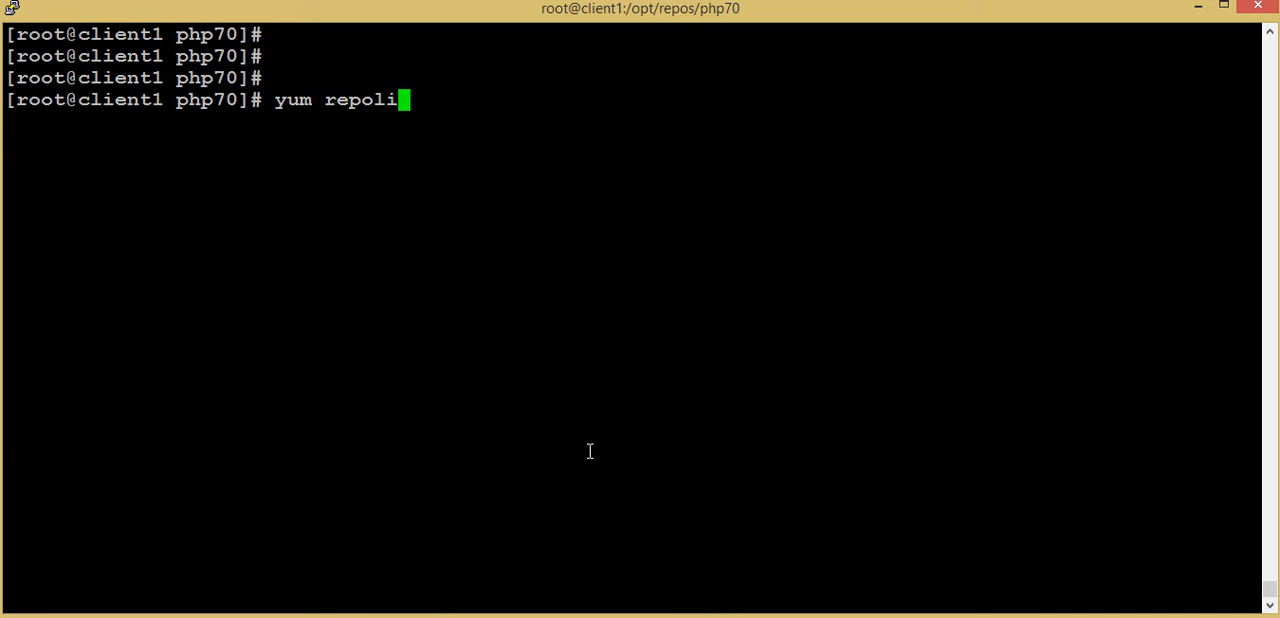 root@client1:/opt/repos/php70
[root@client1 php70]#
[root@client1 php70]#
[root@client1 php70]#
[root@client1 php70]# yum repoli